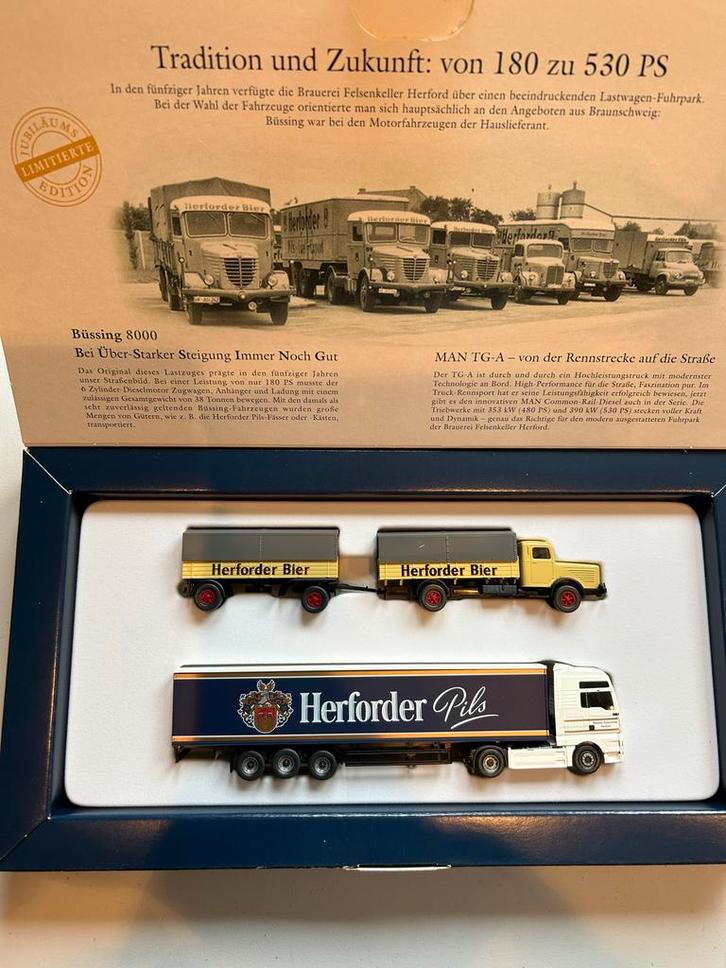 Tradition und Zukunft: von 180 zu 530 PS
In den fünfziger Jahren verfügte die Brauerei Felsenkeller Herford über einen beeindruckenden Lastwagen-Fuhrpark.
Bei der Wahl der Fahrzeuge orientierte man sich hauptsächlich an den Angeboten aus Braunschweig:
Büssing war bei den Motorfahrzeugen der Hauslieferant.
JUBILÄUMS
LIMITIERTE
EDITION
Herforder Bier
Herforder
Herforder Bier
Herforder
Büssing 8000
Bei Über-Starker Steigung Immer Noch Gut
Das Original dieses Lastzuges prägte in den fünfziger Jahren
unser Straßenbild. Bei einer Leistung von nur 180 PS musste der
6 Zylinder-Dieselmotor Zugwagen, Anhänger und Ladung mit einem
zulässigen Gesamtgewicht von 38 Tonnen bewegen. Mit den damals als
sehr zuverlässig geltenden Büssing-Fahrzeugen wurden große
Mengen von Gütern, wie z. B. die Herforder Pils-Fässer oder -Kästen,
transportiert.
MAN TG-A – von der Rennstrecke auf die Straße
Der TG-A ist durch und durch ein Hochleistungstruck mit modernster
Technologie an Bord. High-Performance für die Straße, Faszination pur. Im
Truck-Rennsport hat er seine Leistungsfähigkeit erfolgreich bewiesen, jetzt
gibt es den innovativen MAN Common-Rail-Diesel auch in der Serie. Die
Triebwerke mit 353 kW (480 PS) und 390 kW (530 PS) stecken voller Kraft
und Dynamik – genau das Richtige für den modern ausgestatteten Fuhrpark
der Brauerei Felsenkeller Herford.
Herforder Bier
Herforder Bier
Herforder Pils